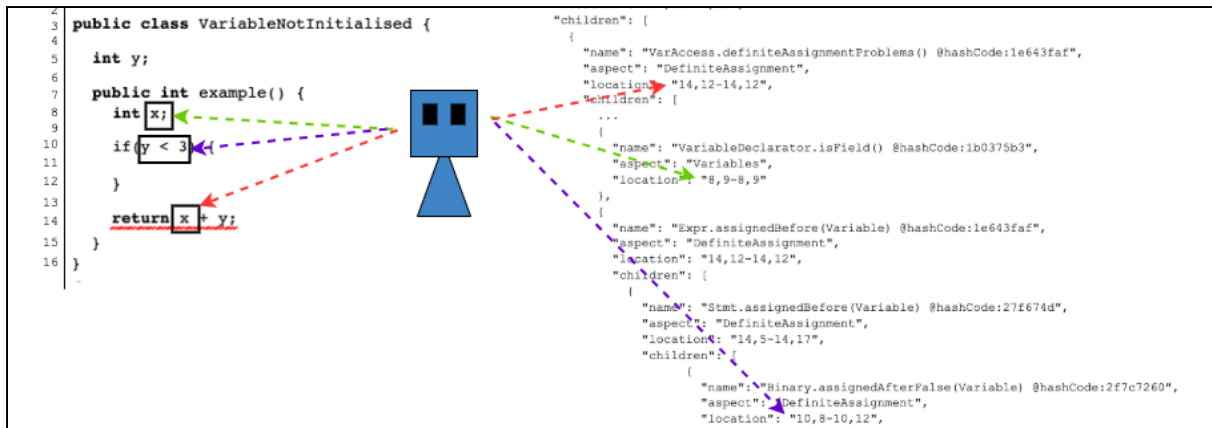 2
3 public class VariableNotInitialised {
4
5 int y;
6
7 public int example() {
8 int x;
9
10 if(y < 3) {
11
12 }
13
14 return x + y;
15 }
16 }
"children": [
{
"name": "VarAccess.definiteAssignmentProblems() @hashCode:1e643faf",
"aspect": "DefiniteAssignment",
"location": "14,12-14,12",
"children": [
...
{
"name": "VariableDeclarator.isField() @hashCode:1b0375b3",
"aspect": "Variables",
"location": "8,9-8,9"
},
{
"name": "Expr.assignedBefore(Variable) @hashCode:1e643faf",
"aspect": "DefiniteAssignment",
"location": "14,12-14,12",
"children": [
{
"name": "Stmt.assignedBefore(Variable) @hashCode:27f674d",
"aspect": "DefiniteAssignment",
"location": "14,5-14,17",
"children": [
{
"name": "Binary.assignedAfterFalse(Variable) @hashCode:2f7c7260",
"aspect": "DefiniteAssignment",
"location": "10,8-10,12",